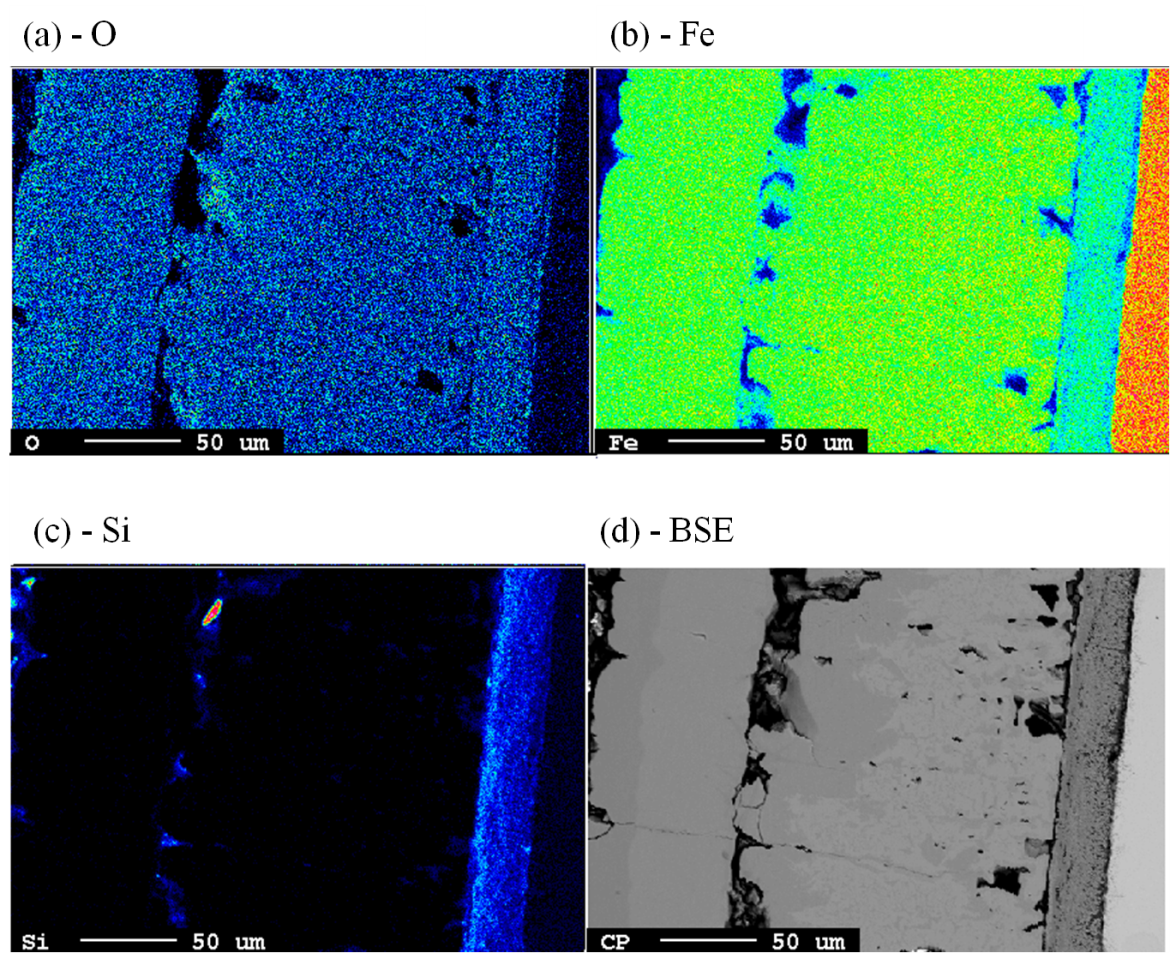 (a) - O
(b) - Fe
O 50 um
Fe 50 um
(c) - Si
(d) - BSE
Si 50 um
CP 50 um